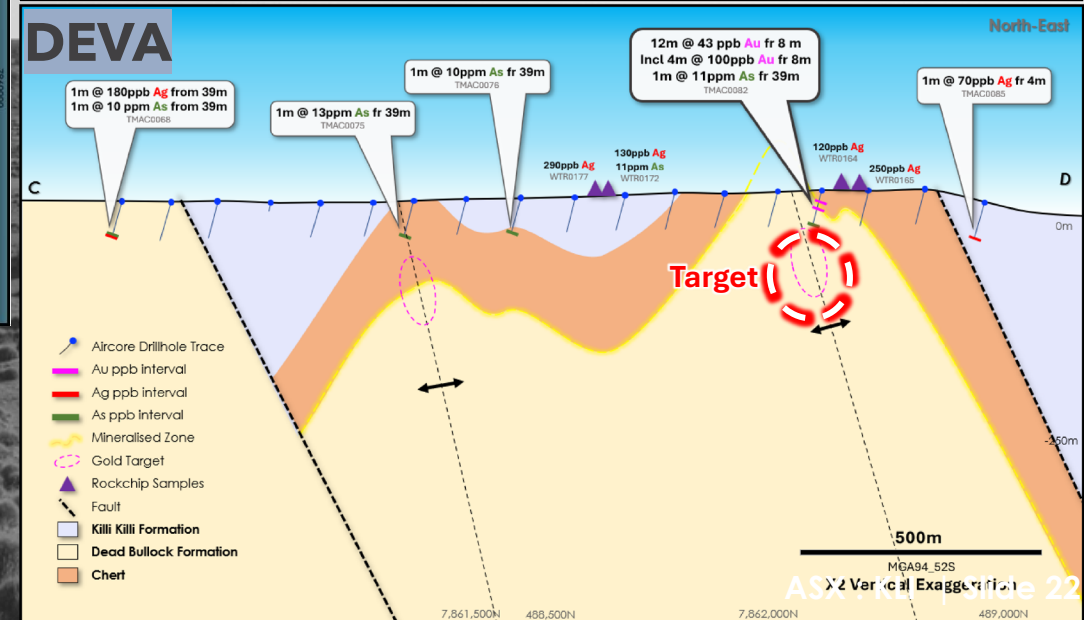 DEVA
North-East
12m @ 43 ppb Au fr 8 m
Incl 4m @ 100ppb Au fr 8m
1m @ 11ppm As fr 39m
TMAC0082
1m @ 10ppm As fr 39m
TMAC0076
1m @ 70ppb Ag fr 4m
TMAC0085
1m @ 180ppb Ag from 39m
1m @ 10 ppm As from 39m
TMAC0068
1m @ 13ppm As fr 39m
TMAC0075
290ppb Ag
WTR0177
130ppb Ag
11ppm As
WTR0172
120ppb Ag
WTR0164
250ppb Ag
WTR0165
C
D
0m
Target
Aircore Drillhole Trace
Au ppb interval
Ag ppb interval
As ppb interval
Mineralised Zone
Gold Target
Rockchip Samples
Fault
Killi Killi Formation
Dead Bullock Formation
Chert
-250m
500m
MGA94_52S
X2 Vertical Exaggeration
ASX : KLI | Slide 22
7,861,500N
488,500N
7,862,000N
489,000N